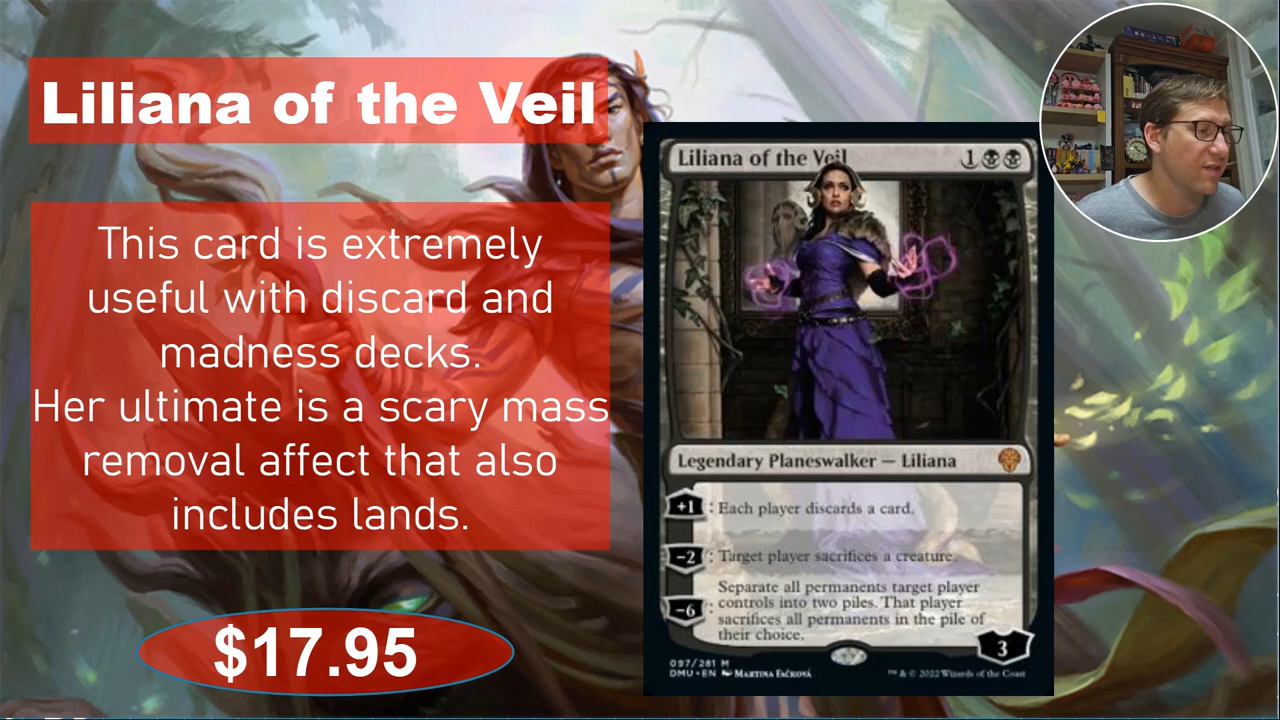 Liliana of the Veil
This card is extremely
useful with discard and
madness decks.
Her ultimate is a scary mass
removal affect that also
includes lands.
$17.95
Liliana of the Veil 1
Legendary Planeswalker — Liliana
+1 : Each player discards a card.
−2 : Target player sacrifices a creature.
Separate all permanents target player
−6 : controls into two piles. That player
sacrifices all permanents in the pile of
their choice.
3
097/281 M
DMU • EN Martina Fačková
™ & © 2022 Wizards of the Coast